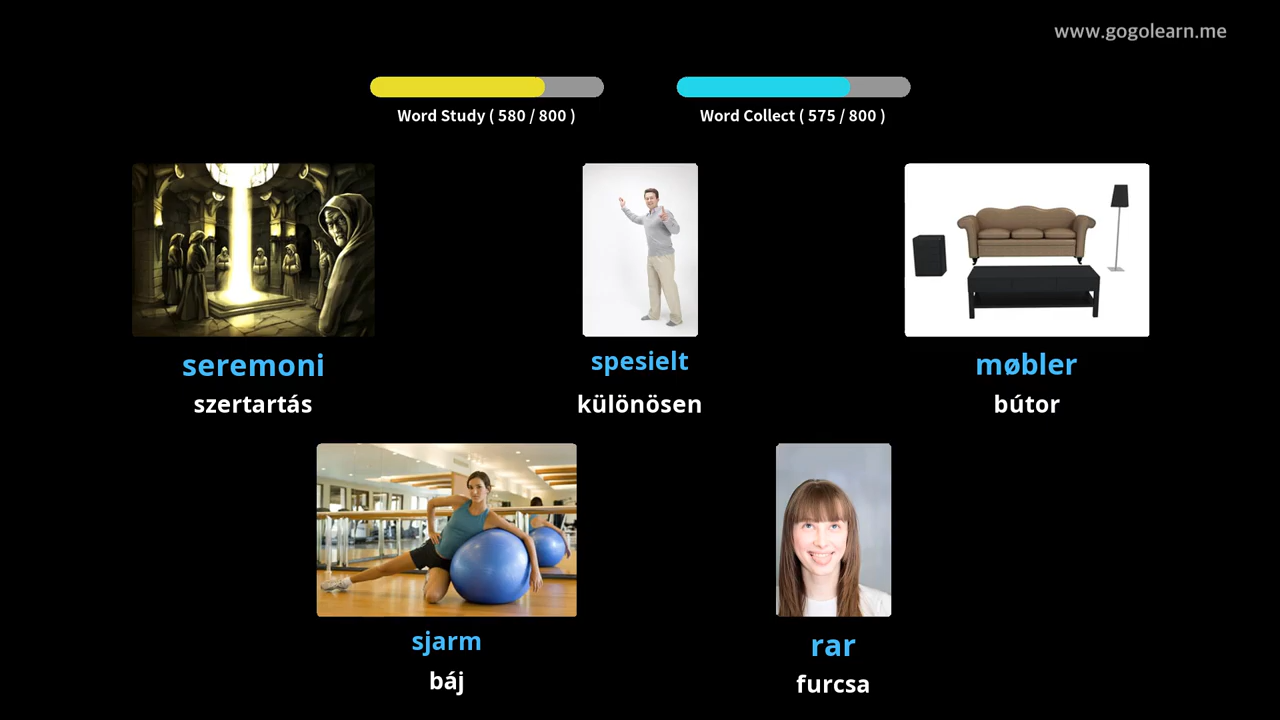 www.gogolearn.me
Word Study ( 580 / 800 )
Word Collect ( 575 / 800 )
seremoni
szertartás
spesielt
különösen
møbler
bútor
sjarm
báj
rar
furcsa